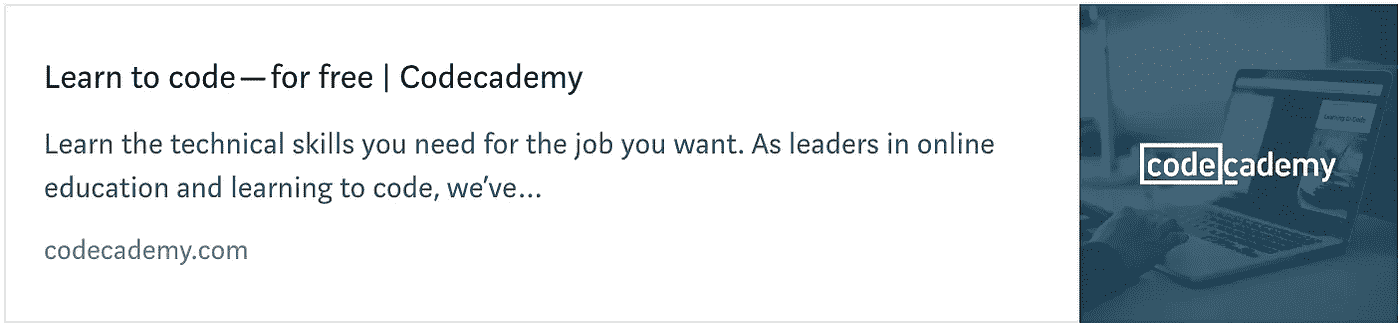 Learn to code — for free | Codecademy
Learn the technical skills you need for the job you want. As leaders in online
education and learning to code, we’ve…
codecademy.com
codecademy